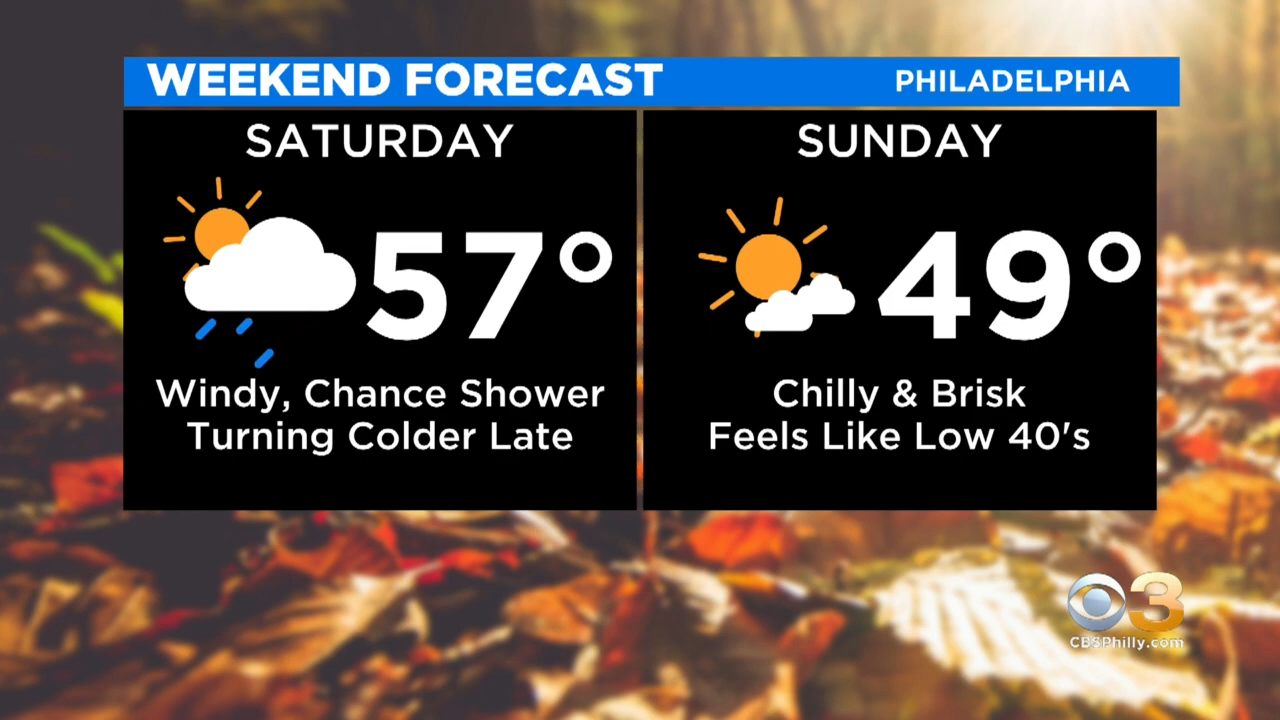 WEEKEND FORECAST
PHILADELPHIA
SATURDAY
57°
Windy, Chance Shower
Turning Colder Late
SUNDAY
49°
Chilly & Brisk
Feels Like Low 40's
3
CBSPhilly.com